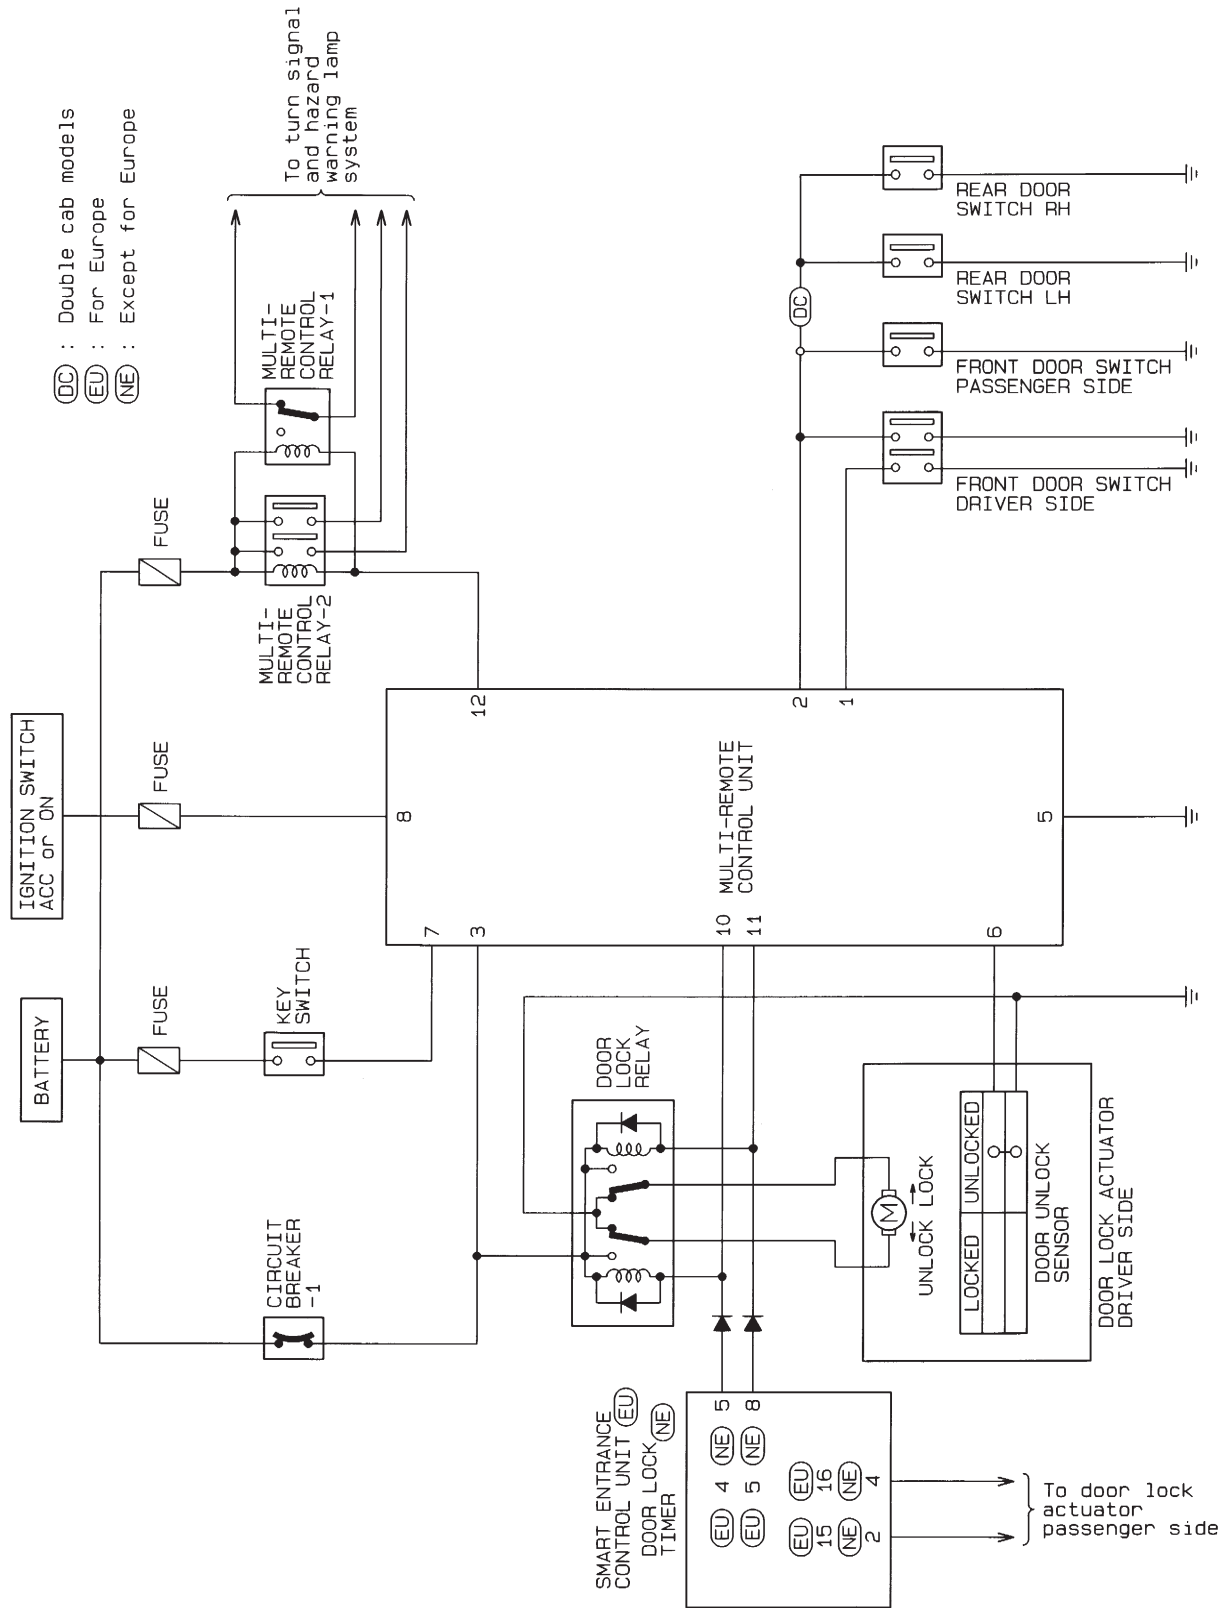 BATTERY
IGNITION SWITCH
ACC or ON
DC : Double cab models
EU : For Europe
NE : Except for Europe
FUSE
FUSE
FUSE
CIRCUIT
BREAKER
-1
KEY
SWITCH
MULTI-
REMOTE
CONTROL
RELAY-2
MULTI-
REMOTE
CONTROL
RELAY-1
To turn signal
and hazard
warning lamp
system
7
3
8
12
10
11
MULTI-REMOTE
CONTROL UNIT
2
1
6
5
DOOR
LOCK
RELAY
SMART ENTRANCE
CONTROL UNIT EU
DOOR LOCK NE
TIMER
EU 4 NE 5
EU 5 NE 8
EU
15
EU
16
NE
2
NE
4
To door lock
actuator
passenger side
M
UNLOCK LOCK
LOCKED UNLOCKED
DOOR UNLOCK
SENSOR
DOOR LOCK ACTUATOR
DRIVER SIDE
DC
FRONT DOOR SWITCH
DRIVER SIDE
FRONT DOOR SWITCH
PASSENGER SIDE
REAR DOOR
SWITCH LH
REAR DOOR
SWITCH RH